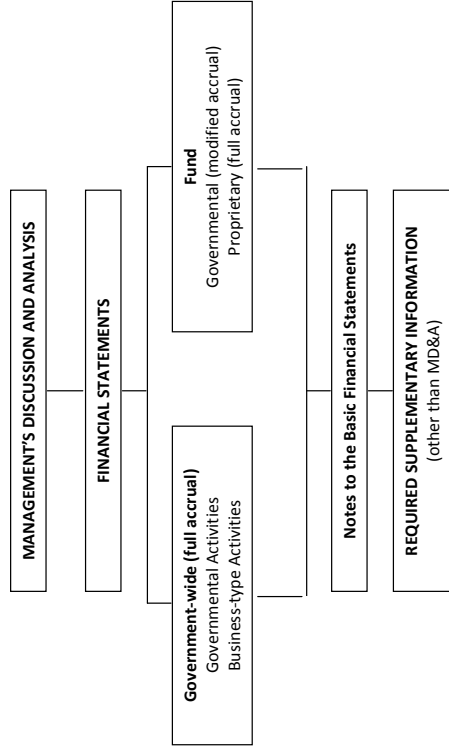 MANAGEMENT'S DISCUSSION AND ANALYSIS
FINANCIAL STATEMENTS
Government-wide (full accrual)
Governmental Activities
Business-type Activities
Fund
Governmental (modified accrual)
Proprietary (full accrual)
Notes to the Basic Financial Statements
REQUIRED SUPPLEMENTARY INFORMATION
(other than MD&A)